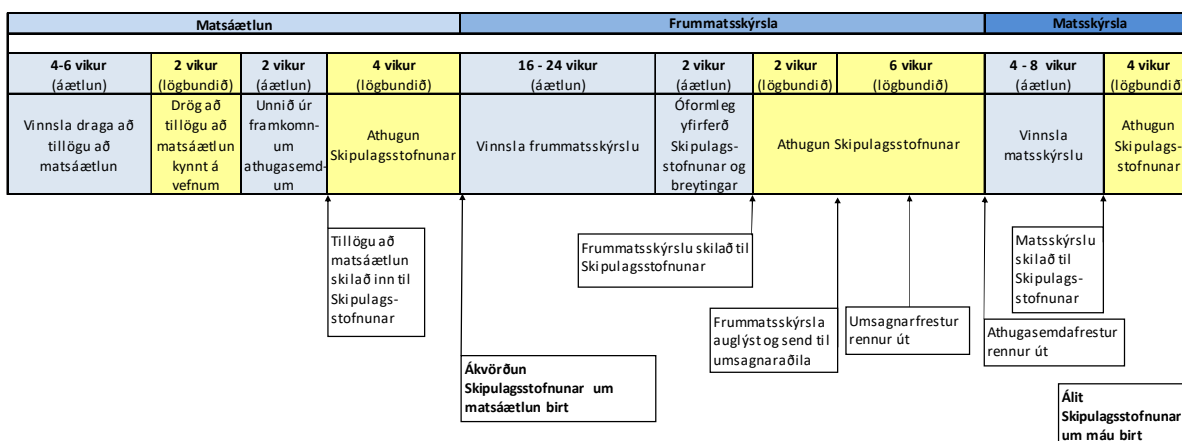 Matsáætlun
Frummatsskýrsla
Matsskýrsla
4-6 vikur
(áætlun)
2 vikur
(lögbundið)
2 vikur
(áætlun)
4 vikur
(lögbundið)
16 - 24 vikur
(áætlun)
2 vikur
(áætlun)
2 vikur
(lögbundið)
6 vikur
(lögbundið)
4 - 8 vikur
(áætlun)
4 vikur
(lögbundið)
Vinnsla draga að
tillögu að
matsáætlun
Drög að
tillögu að
matsáætlun
kynnt á
vefnum
Unnið úr
framkomn-
um
athugasemd-
um
Athugun
Skipulagsstofnunar
Vinnsla frummatsskýrslu
Óformleg
yfirferð
Skipulags-
stofnunar og
breytingar
Athugun Skipulagsstofnunar
Vinnsla
matsskýrslu
Athugun
Skipulags-
stofnunar
Tillögu að
matsáætlun
skilað inn til
Skipulags-
stofnunar
Frummatsskýrslu skilað til
Skipulagsstofnunar
Matsskýrslu
skilað til
Skipulags-
stofnunar
Frummatsskýrsla
auglýst og send til
umsagnaraðila
Umsagnarfrestur
rennur út
Athugasemdafrestur
rennur út
Ákvörðun
Skipulagsstofnunar um
matsáætlun birt
Álit
Skipulagsstofnunar
um máu birt